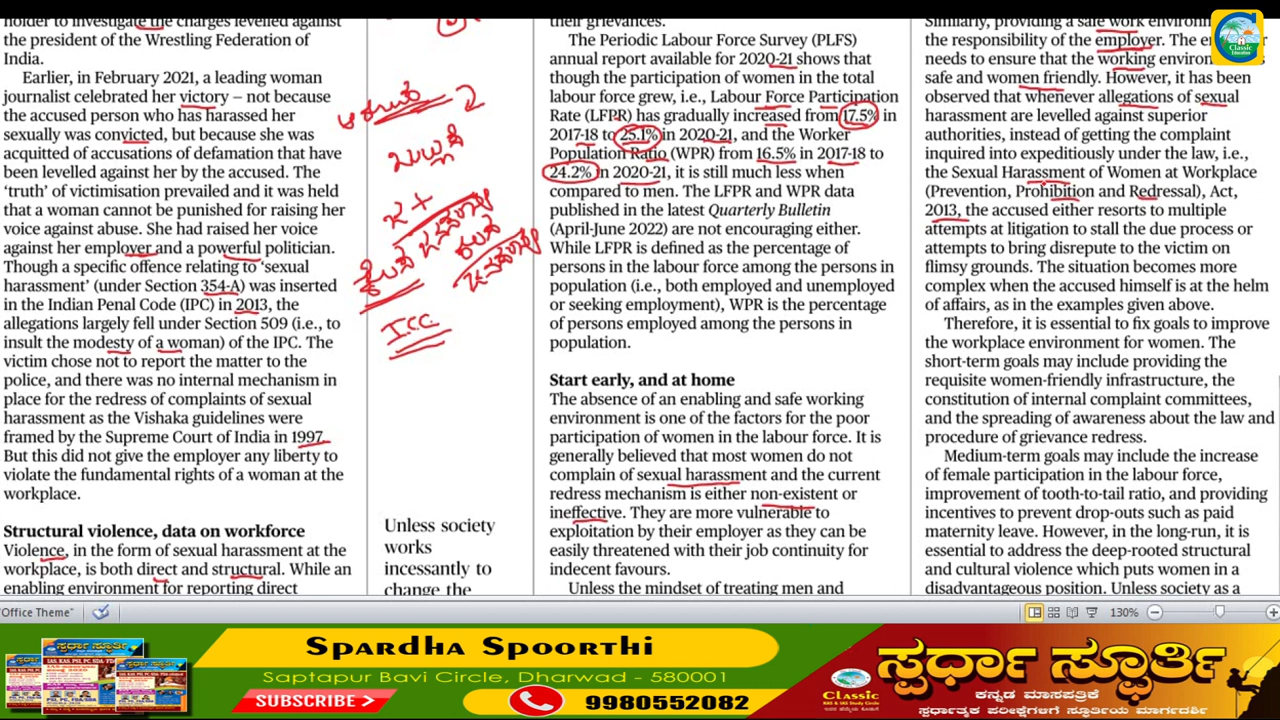 holder to investigate the charges levelled against
the president of the Wrestling Federation of
India.
Earlier, in February 2021, a leading woman
journalist celebrated her victory – not because
the accused person who has harassed her
sexually was convicted, but because she was
acquitted of accusations of defamation that have
been levelled against her by the accused. The
‘truth’ of victimisation prevailed and it was held
that a woman cannot be punished for raising her
voice against abuse. She had raised her voice
against her employer and a powerful politician.
Though a specific offence relating to ‘sexual
harassment’ (under Section 354-A) was inserted
in the Indian Penal Code (IPC) in 2013, the
allegations largely fell under Section 509 (i.e., to
insult the modesty of a woman) of the IPC. The
victim chose not to report the matter to the
police, and there was no internal mechanism in
place for the redress of complaints of sexual
harassment as the Vishaka guidelines were
framed by the Supreme Court of India in 1997.
But this did not give the employer any liberty to
violate the fundamental rights of a woman at the
workplace.
Structural violence, data on workforce
Violence, in the form of sexual harassment at the
workplace, is both direct and structural. While an
enabling environment for reporting direct
ICC
Unless society
works
incessantly to
change the
their grievances.
The Periodic Labour Force Survey (PLFS)
annual report available for 2020-21 shows that
though the participation of women in the total
labour force grew, i.e., Labour Force Participation
Rate (LFPR) has gradually increased from 17.5% in
2017-18 to 25.1% in 2020-21, and the Worker
Population Ratio (WPR) from 16.5% in 2017-18 to
24.2% in 2020-21, it is still much less when
compared to men. The LFPR and WPR data
published in the latest Quarterly Bulletin
(April-June 2022) are not encouraging either.
While LFPR is defined as the percentage of
persons in the labour force among the persons in
population (i.e., both employed and unemployed
or seeking employment), WPR is the percentage
of persons employed among the persons in
population.
Start early, and at home
The absence of an enabling and safe working
environment is one of the factors for the poor
participation of women in the labour force. It is
generally believed that most women do not
complain of sexual harassment and the current
redress mechanism is either non-existent or
ineffective. They are more vulnerable to
exploitation by their employer as they can be
easily threatened with their job continuity for
indecent favours.
Unless the mindset of treating men and
Similarly, providing a safe work
the responsibility of the employer. The
needs to ensure that the working
safe and women friendly. However, it has been
observed that whenever allegations of sexual
harassment are levelled against superior
authorities, instead of getting the complaint
inquired into expeditiously under the law, i.e.,
the Sexual Harassment of Women at Workplace
(Prevention, Prohibition and Redressal), Act,
2013, the accused either resorts to multiple
attempts at litigation to stall the due process or
attempts to bring disrepute to the victim on
flimsy grounds. The situation becomes more
complex when the accused himself is at the helm
of affairs, as in the examples given above.
Therefore, it is essential to fix goals to improve
the workplace environment for women. The
short-term goals may include providing the
requisite women-friendly infrastructure, the
constitution of internal complaint committees,
and the spreading of awareness about the law and
procedure of grievance redress.
Medium-term goals may include the increase
of female participation in the labour force,
improvement of tooth-to-tail ratio, and providing
incentives to prevent drop-outs such as paid
maternity leave. However, in the long-run, it is
essential to address the deep-rooted structural
and cultural violence which puts women in a
disadvantageous position. Unless society as a
Classic
Education
"Office Theme"
130%
Spardha Spoorthi
Saptapur Bavi Circle, Dharwad - 580001
SUBSCRIBE
9980552082
Classic
ಸ್ಪರ್ಧಾ ಸ್ಫೂರ್ತಿ
ಕನ್ನಡ ಮಾಸಪತ್ರಿಕೆ
ಸ್ಪರ್ಧಾತ್ಮಕ ಪರೀಕ್ಷೆಗಳಿಗೆ ಸ್ಫೂರ್ತಿಯ ಮಾರ್ಗದರ್ಶಿ